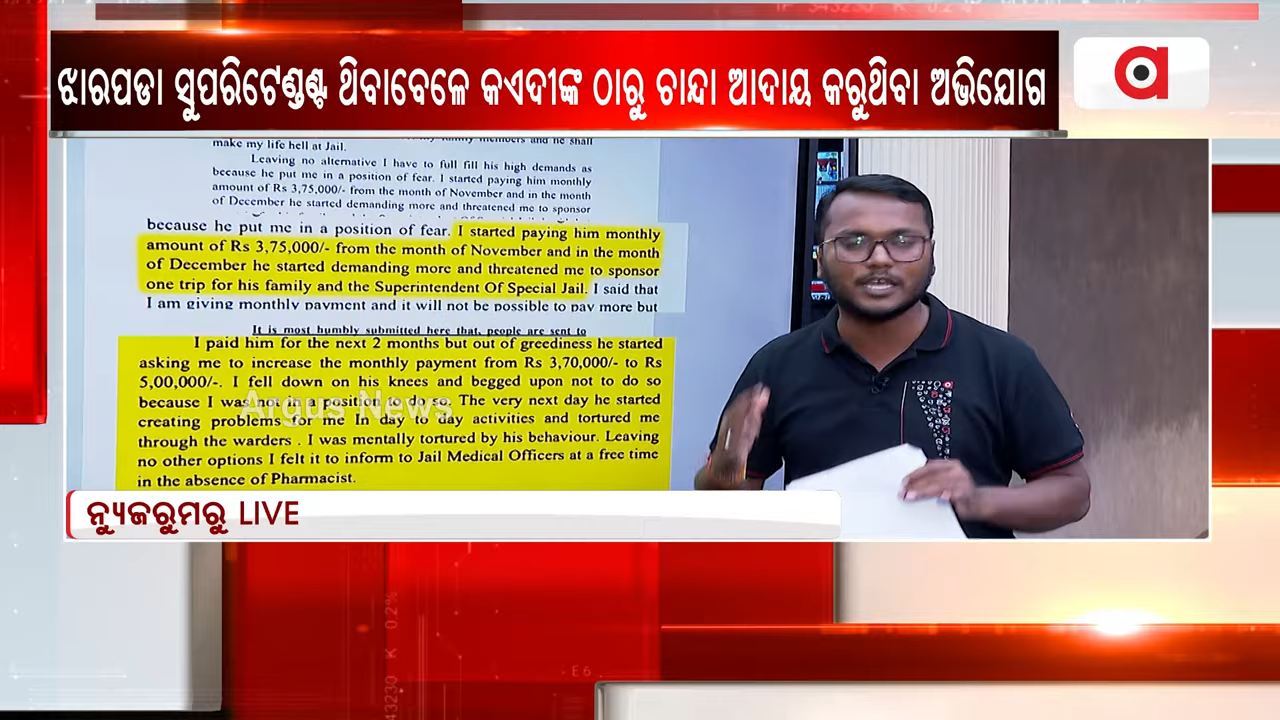 ଝାରପଡା ସୁପରିଟେଣ୍ଡେଣ୍ଟ ଥିବାବେଳେ କଏଦୀଙ୍କ ଠାରୁ ଚାନ୍ଦା ଆଦାୟ କରୁଥିବା ଅଭିଯୋଗ
a
family members and he shall
make my life hell at Jail.
Leaving no alternative I have to full fill his high demands as
because he put me in a position of fear. I started paying him monthly
amount of Rs 3,75,000/- from the month of November and in the month
of December he started demanding more and threatened me to sponsor
because he put me in a position of fear. I started paying him monthly
amount of Rs 3,75,000/- from the month of November and in the month
of December he started demanding more and threatened me to sponsor
one trip for his family and the Superintendent Of Special Jail. I said that
I am giving monthly payment and it will not be possible to pay more but
It is most humbly submitted here that, people are sent to
I paid him for the next 2 months but out of greediness he started
asking me to increase the monthly payment from Rs 3,70,000/- to Rs
5,00,000/-. I fell down on his knees and begged upon not to do so
because I was not in a position to do so. The very next day he started
creating problems for me In day to day activities and tortured me
through the warders . I was mentally tortured by his behaviour. Leaving
no other options I felt it to inform to Jail Medical Officers at a free time
in the absence of Pharmacist.
Argus News
ନ୍ୟୁଜରୁମରୁ LIVE